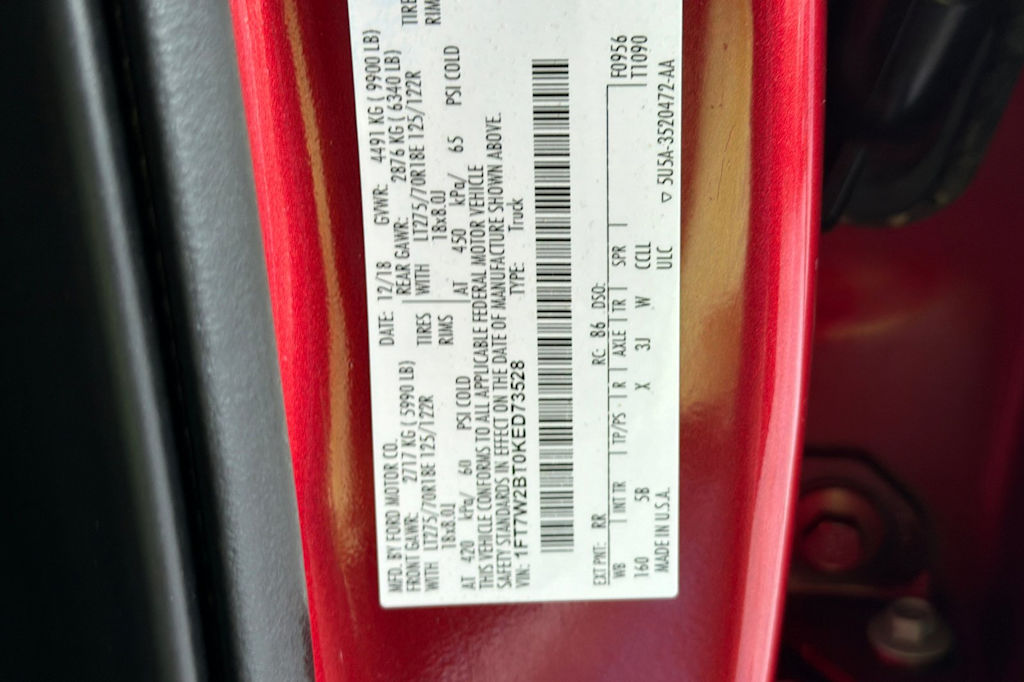 MFD. BY FORD MOTOR CO. DATE: 12/18 GVWR: 4491 KG ( 9900 LB)
FRONT GAWR: 2717 KG ( 5990 LB) REAR GAWR: 2876 KG ( 6340 LB)
WITH LT275/70R18E 125/122R TIRES WITH LT275/70R18E 125/122R TIRE
18x8.0J RIMS 18x8.0J RIM
AT 420 kPa/ 60 PSI COLD AT 450 kPa/ 65 PSI COLD
THIS VEHICLE CONFORMS TO ALL APPLICABLE FEDERAL MOTOR VEHICLE
SAFETY STANDARDS IN EFFECT ON THE DATE OF MANUFACTURE SHOWN ABOVE.
VIN: 1FT7W2BT0KED73528 TYPE: Truck
EXT PNT: RR RC: 86 DSO: F0956
WB INT TR TP/PS R AXLE TR SPR T1090
160 5B X 3J W CCLL
MADE IN U.S.A. ULC ▽ 5U5A-3520472-AA